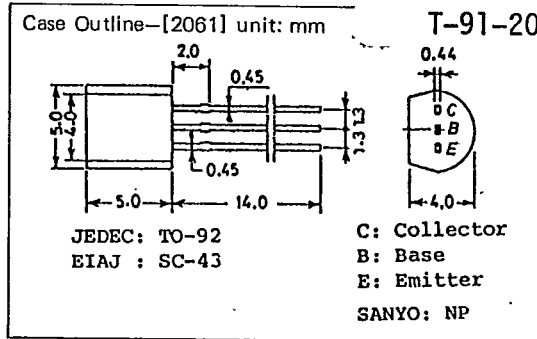 Case Outline–[2061] unit: mm
T-91-20
2.0
0.45
0.44
5.0
4.0
1.3
1.3
C
B
E
0.45
5.0
14.0
4.0
JEDEC: TO-92
EIAJ : SC-43
C: Collector
B: Base
E: Emitter
SANYO: NP